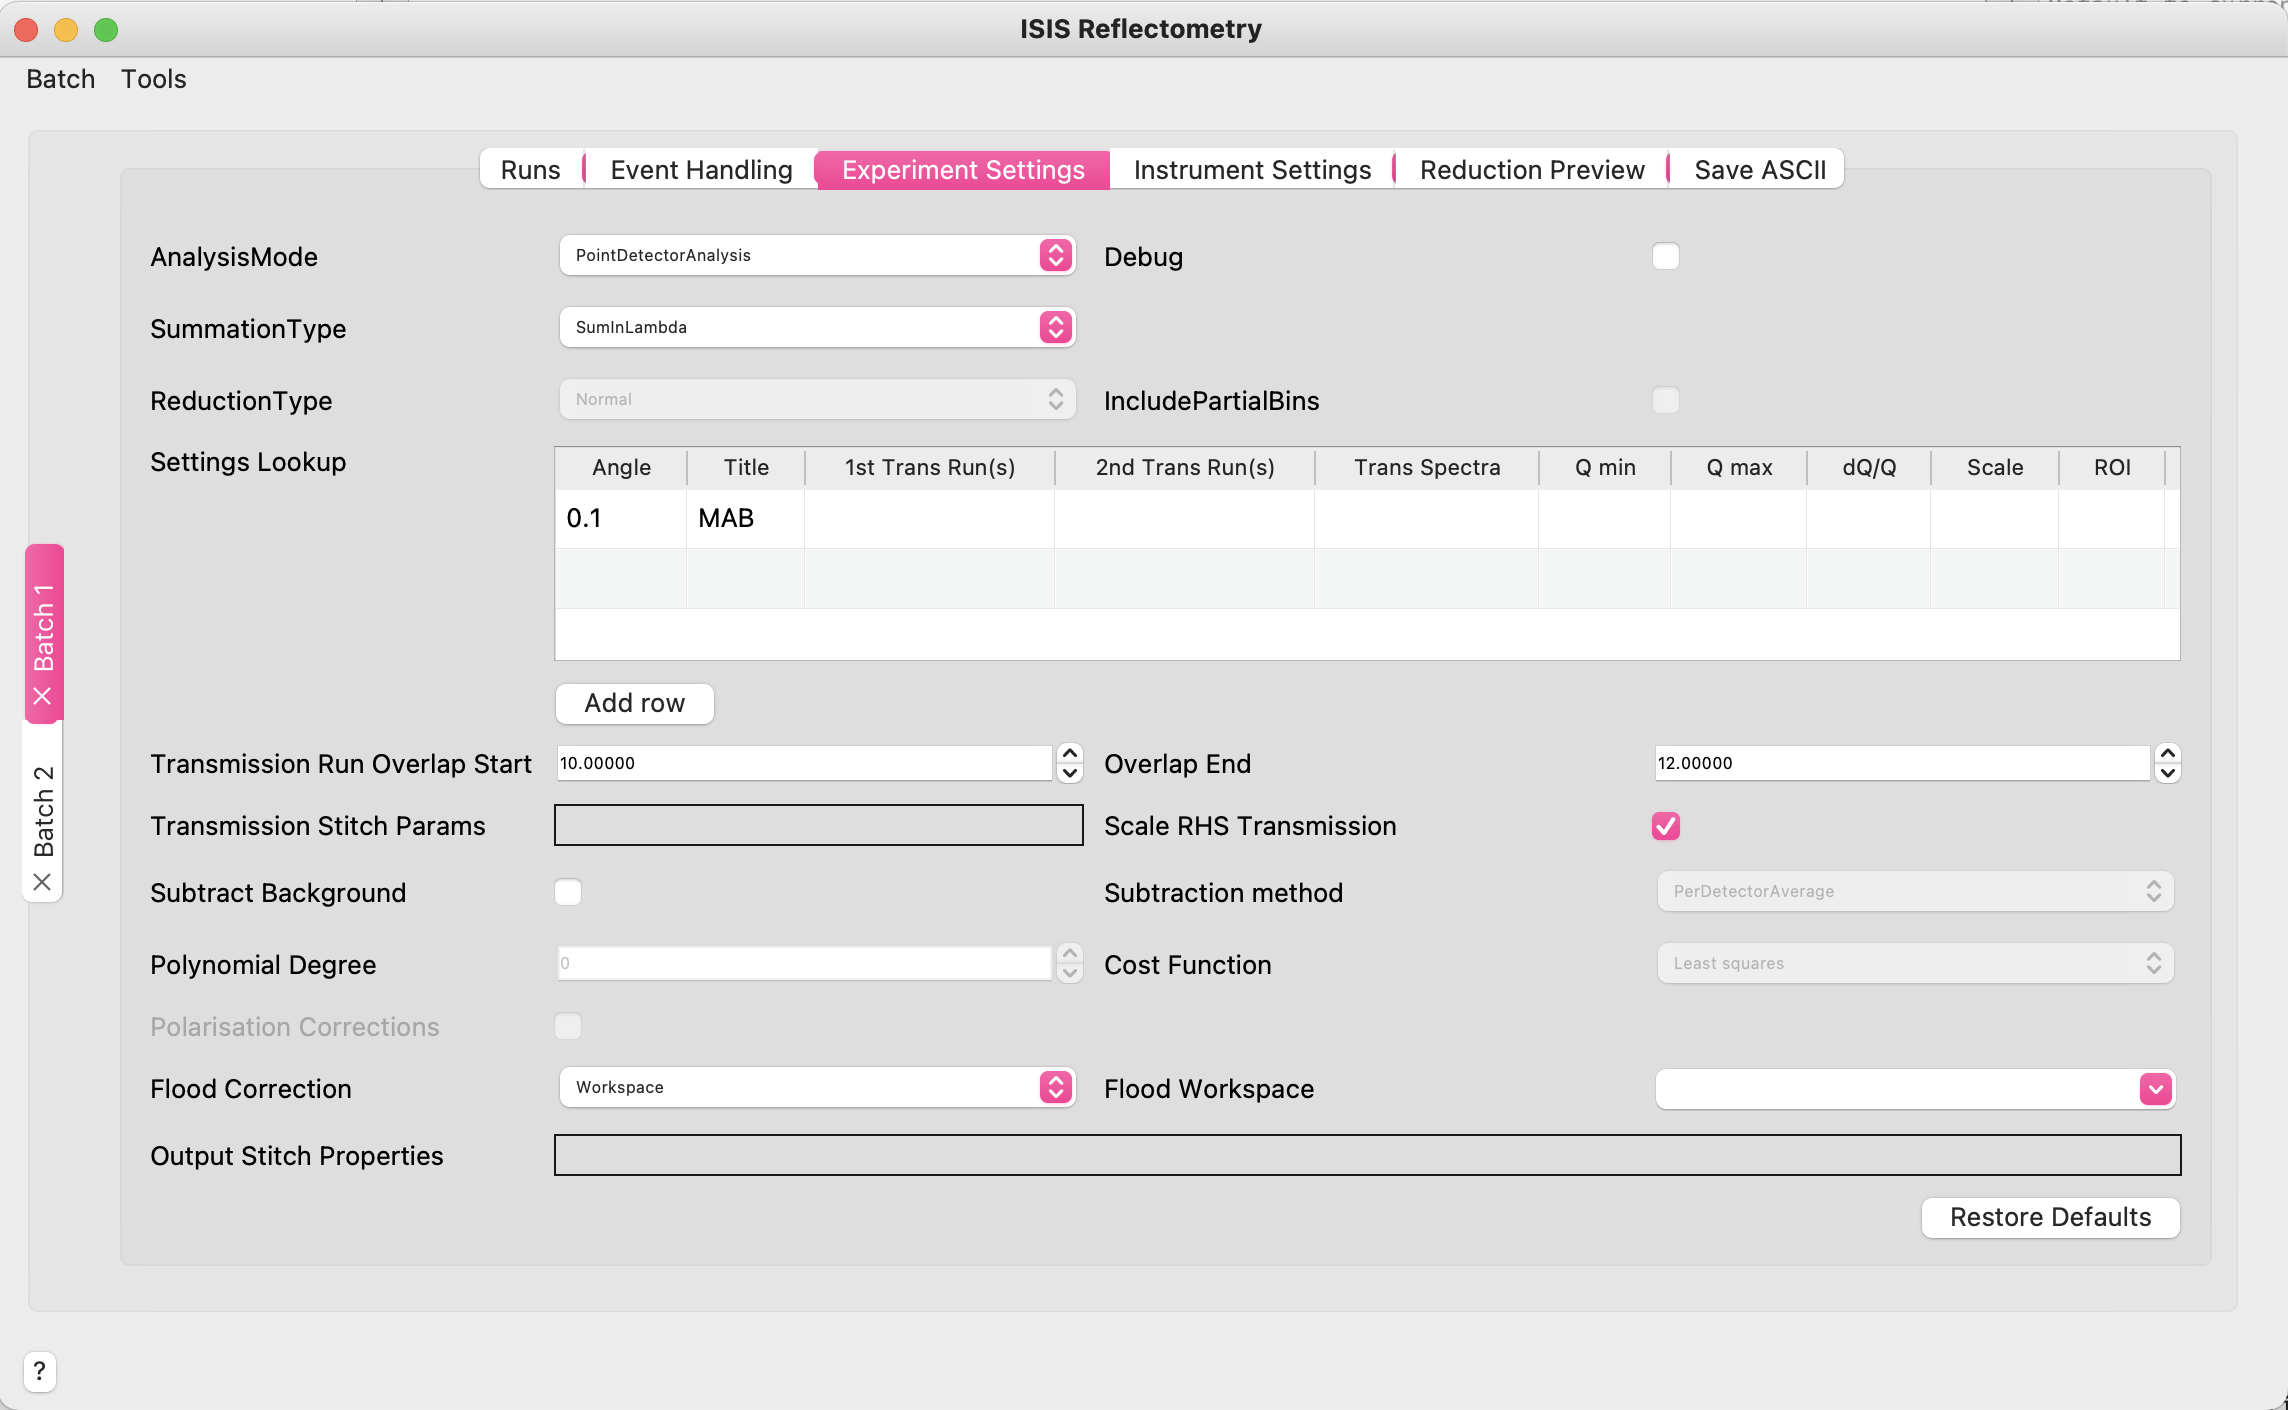 ISIS Reflectometry
Batch Tools
Runs Event Handling Experiment Settings Instrument Settings Reduction Preview Save ASCII
AnalysisMode PointDetectorAnalysis Debug
SummationType SumInLambda
ReductionType Normal IncludePartialBins
Settings Lookup
Angle Title 1st Trans Run(s) 2nd Trans Run(s) Trans Spectra Q min Q max dQ/Q Scale ROI
0.1 MAB
Batch 1
Batch 2
Add row
Transmission Run Overlap Start 10.00000 Overlap End 12.00000
Transmission Stitch Params Scale RHS Transmission
Subtract Background Subtraction method PerDetectorAverage
Polynomial Degree 0 Cost Function Least squares
Polarisation Corrections
Flood Correction Workspace Flood Workspace
Output Stitch Properties
Restore Defaults
?